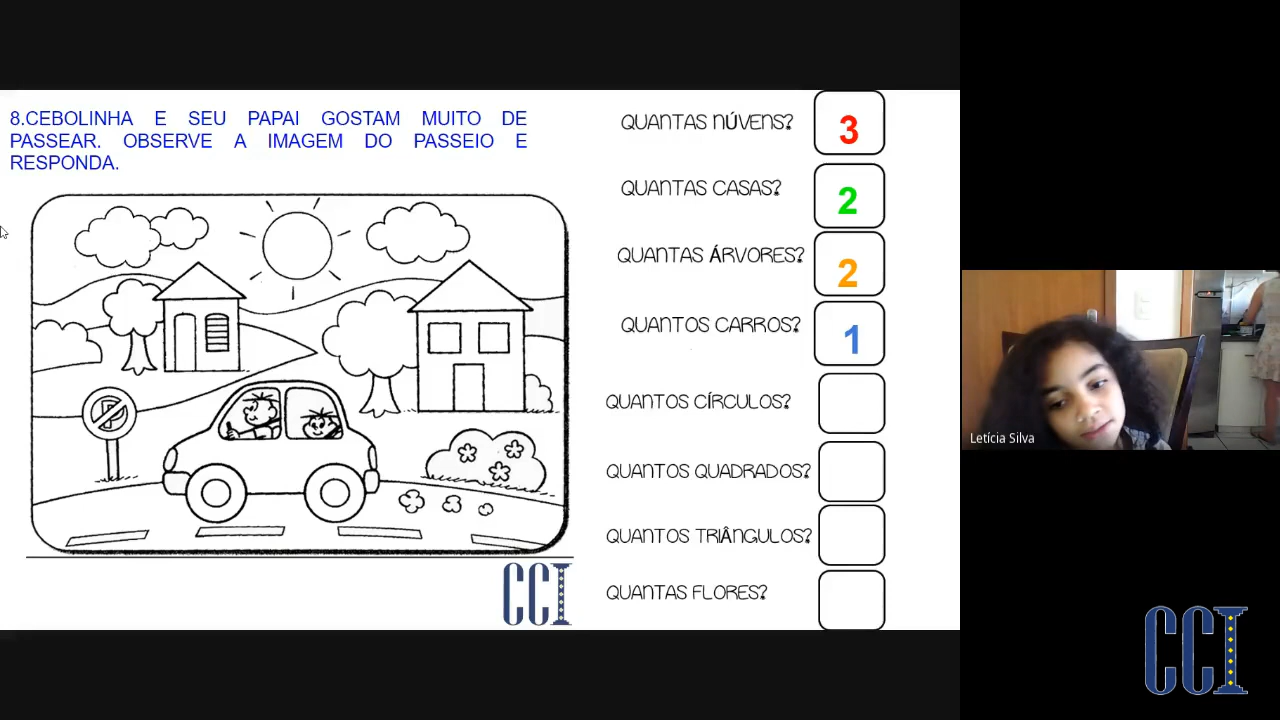 8.CEBOLINHA E SEU PAPAI GOSTAM MUITO DE
PASSEAR. OBSERVE A IMAGEM DO PASSEIO E
RESPONDA.
P
CCI
QUANTAS NÚVENS? 3
QUANTAS CASAS? 2
QUANTAS ÁRVORES? 2
QUANTOS CARROS? 1
QUANTOS CÍRCULOS?
QUANTOS QUADRADOS?
QUANTOS TRIÂNGULOS?
QUANTAS FLORES?
Letícia Silva
CCI